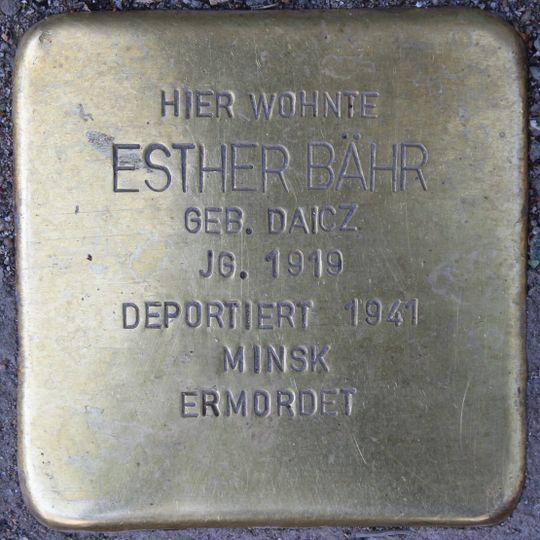 HIER WOHNTE
ESTHER BÄHR
GEB. DAICZ
JG. 1919
DEPORTIERT 1941
MINSK
ERMORDET